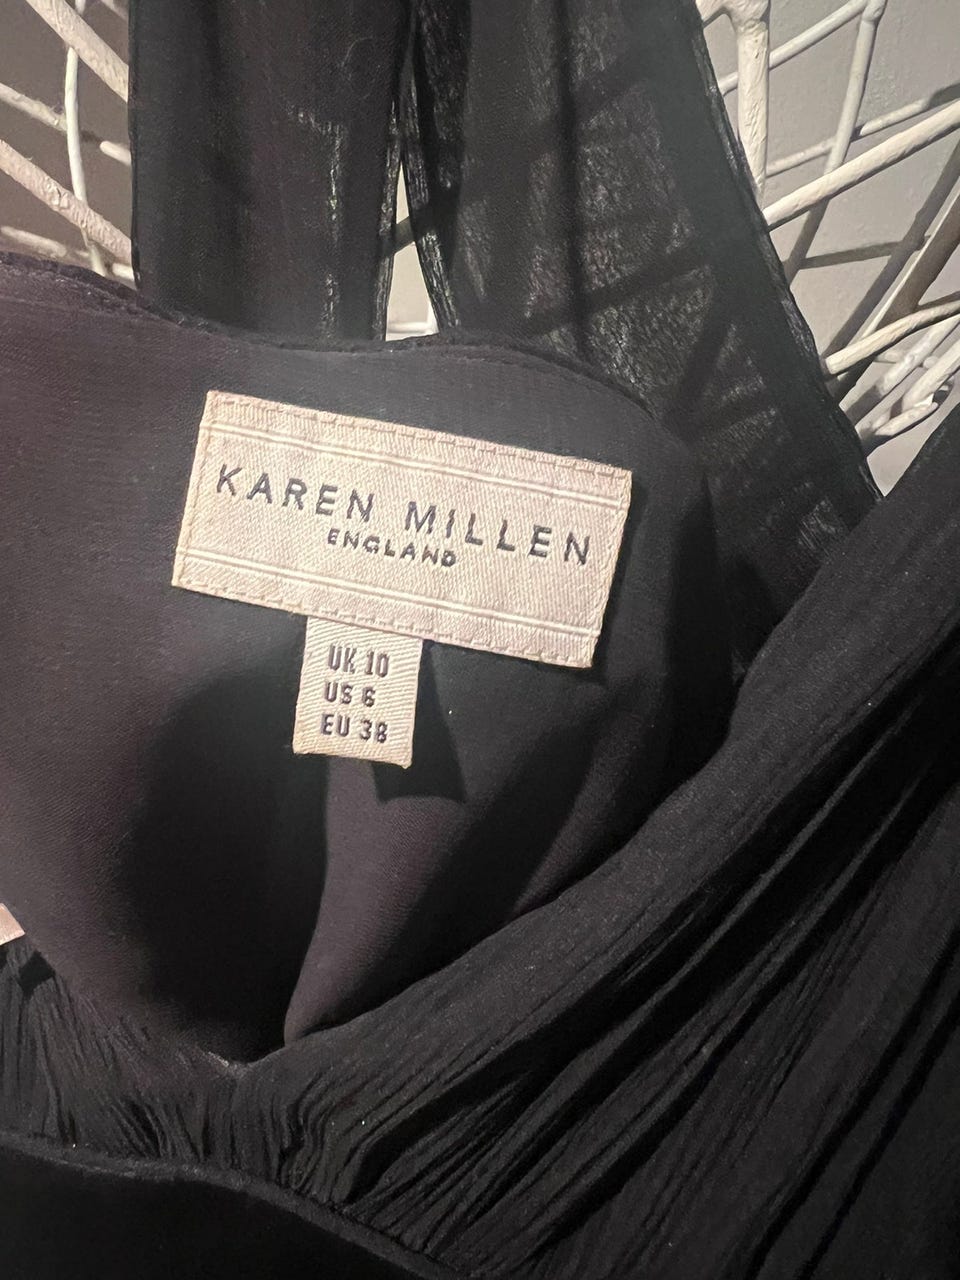 KAREN MILLEN
ENGLAND
UK 10
US 6
EU 38